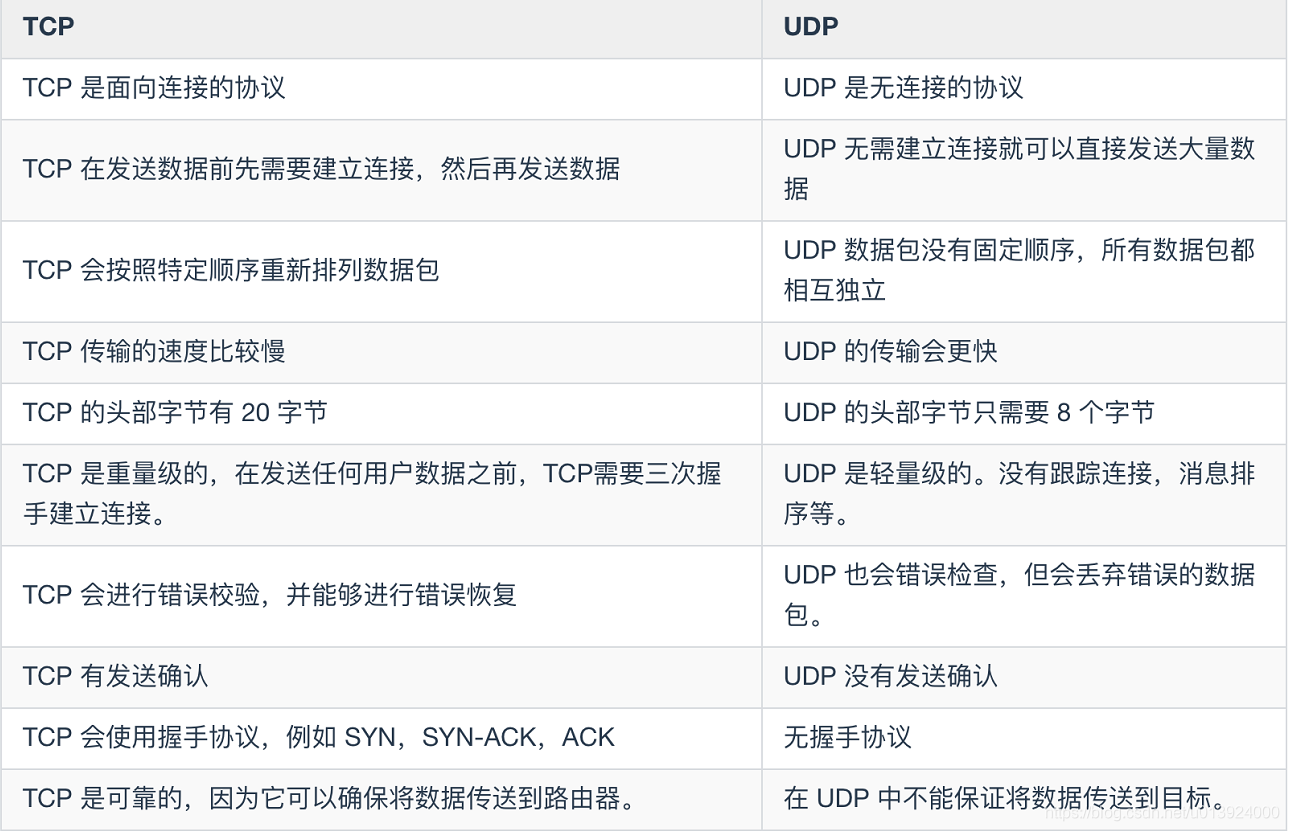 TCP
UDP
TCP 是面向连接的协议
UDP 是无连接的协议
TCP 在发送数据前先需要建立连接，然后再发送数据
UDP 无需建立连接就可以直接发送大量数
据
TCP 会按照特定顺序重新排列数据包
UDP 数据包没有固定顺序，所有数据包都
相互独立
TCP 传输的速度比较慢
UDP 的传输会更快
TCP 的头部字节有 20 字节
UDP 的头部字节只需要 8 个字节
TCP 是重量级的，在发送任何用户数据之前，TCP需要三次握
手建立连接。
UDP 是轻量级的。没有跟踪连接，消息排
序等。
TCP 会进行错误校验，并能够进行错误恢复
UDP 也会错误检查，但会丢弃错误的数据
包。
TCP 有发送确认
UDP 没有发送确认
TCP 会使用握手协议，例如 SYN，SYN-ACK，ACK
无握手协议
TCP 是可靠的，因为它可以确保将数据传送到路由器。
在 UDP 中不能保证将数据传送到目标。
https://blog.csdn.net/u013924000